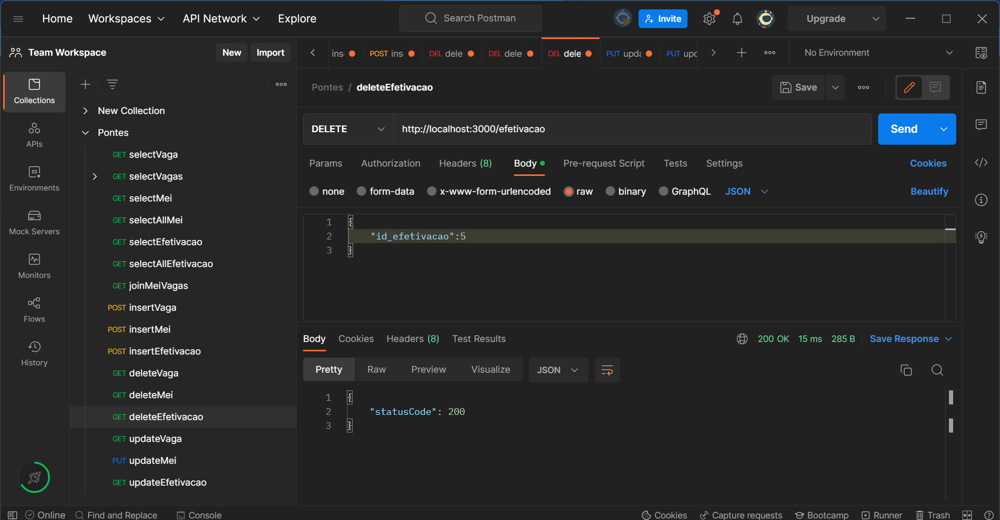 Home Workspaces API Network Explore Search Postman Invite Upgrade
Team Workspace New Import
ins POST ins DEL dele DEL dele DEL dele PUT upda PUT upd No Environment
Collections
APIs
Environments
Mock Servers
Monitors
Flows
History
New Collection
Pontes
GET selectVaga
GET selectVagas
GET selectMei
GET selectAllMei
GET selectEfetivacao
GET selectAllEfetivacao
GET joinMeiVagas
POST insertVaga
POST insertMei
POST insertEfetivacao
GET deleteVaga
GET deleteMei
GET deleteEfetivacao
GET updateVaga
PUT updateMei
GET updateEfetivacao
Pontes / deleteEfetivacao Save
DELETE http://localhost:3000/efetivacao Send
Params Authorization Headers (8) Body Pre-request Script Tests Settings Cookies
none form-data x-www-form-urlencoded raw binary GraphQL JSON Beautify
1 {
2 "id_efetivacao":5
3 }
Body Cookies Headers (8) Test Results 200 OK 15 ms 285 B Save Response
Pretty Raw Preview Visualize JSON
1 {
2 "statusCode": 200
3 }
Online Find and Replace Console Cookies Capture requests Bootcamp Runner Trash